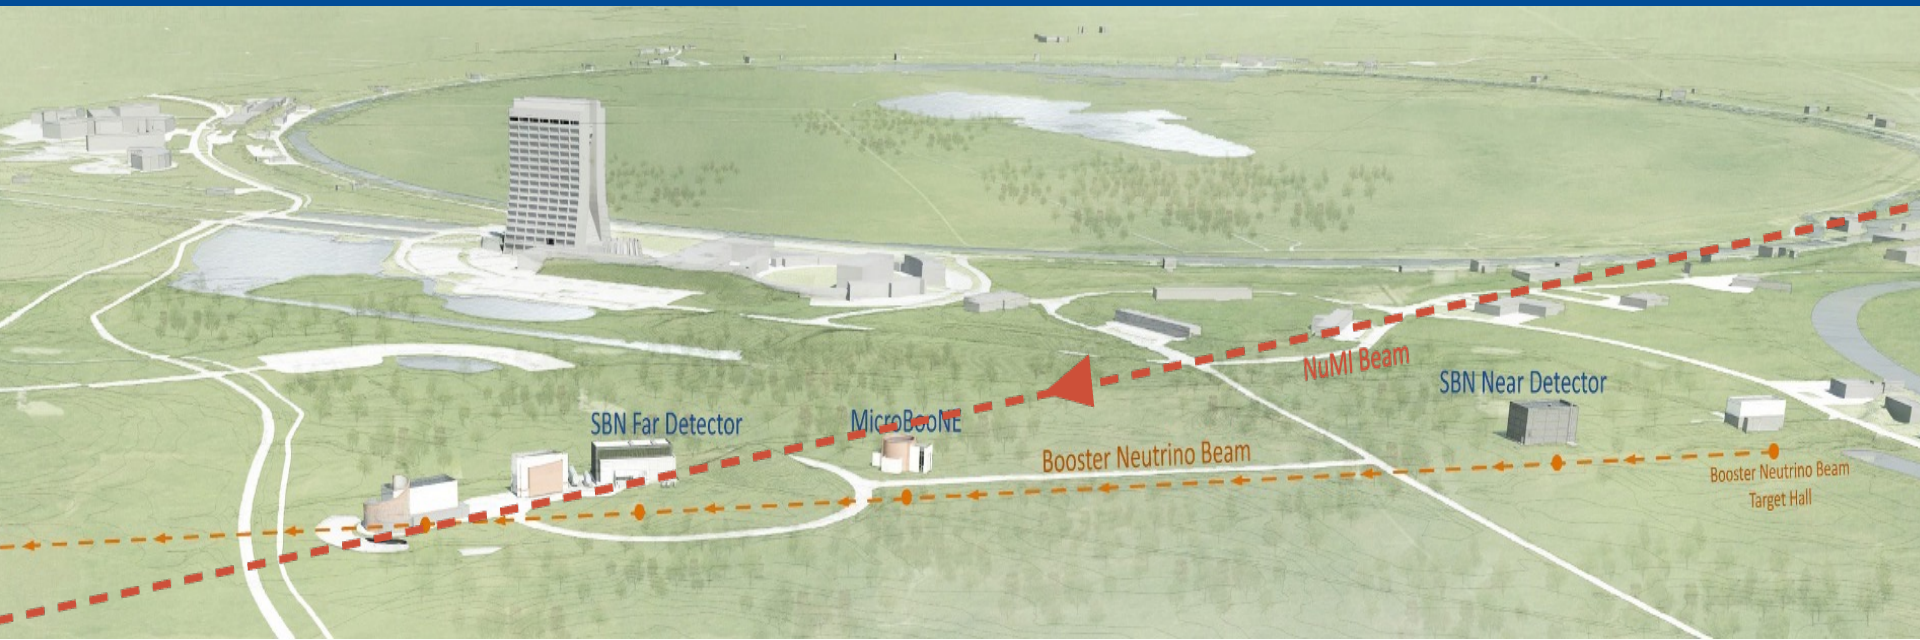 NuMI Beam
SBN Near Detector
SBN Far Detector
MicroBooNE
Booster Neutrino Beam
Booster Neutrino Beam
Target Hall